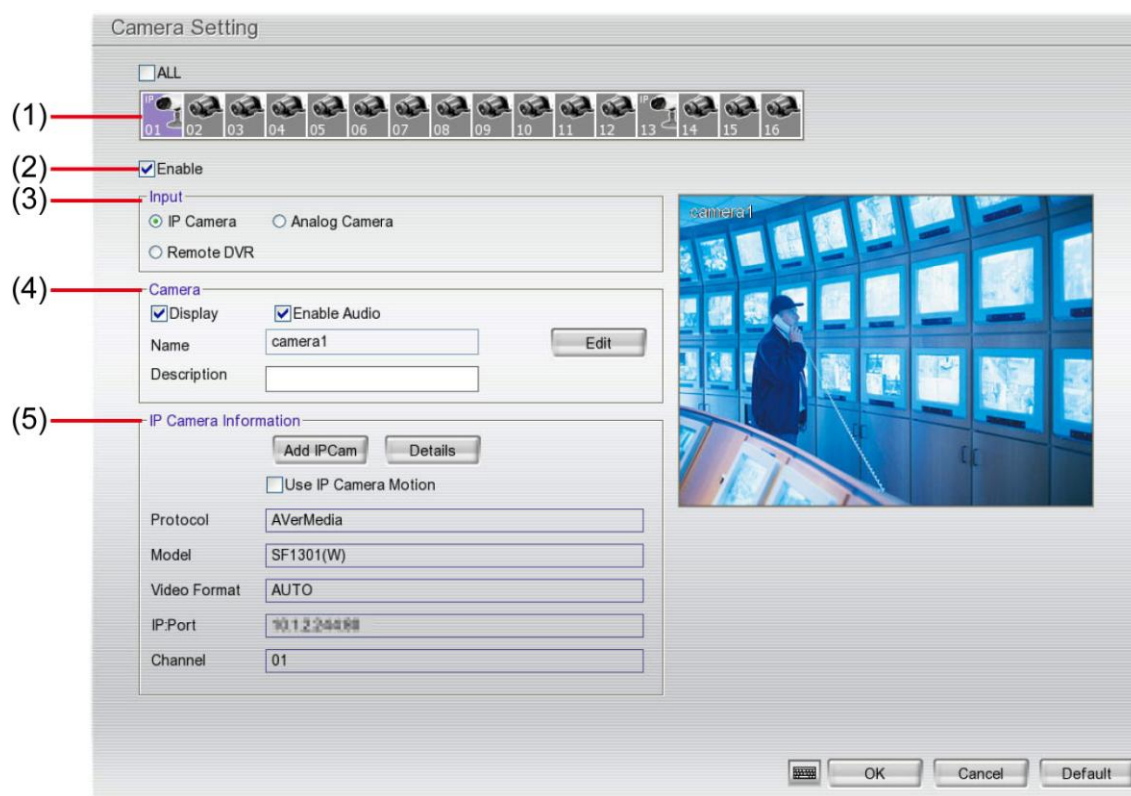 Camera Setting
ALL
(1)
IP IP
01 02 03 04 05 06 07 08 09 10 11 12 13 14 15 16
(2) Enable
(3) Input
IP Camera Analog Camera
Remote DVR
camera1
(4) Camera
Display Enable Audio
Name camera1 Edit
Description
(5) IP Camera Information
Add IPCam Details
Use IP Camera Motion
Protocol AVerMedia
Model SF1301(W)
Video Format AUTO
IP:Port
Channel 01
OK Cancel Default